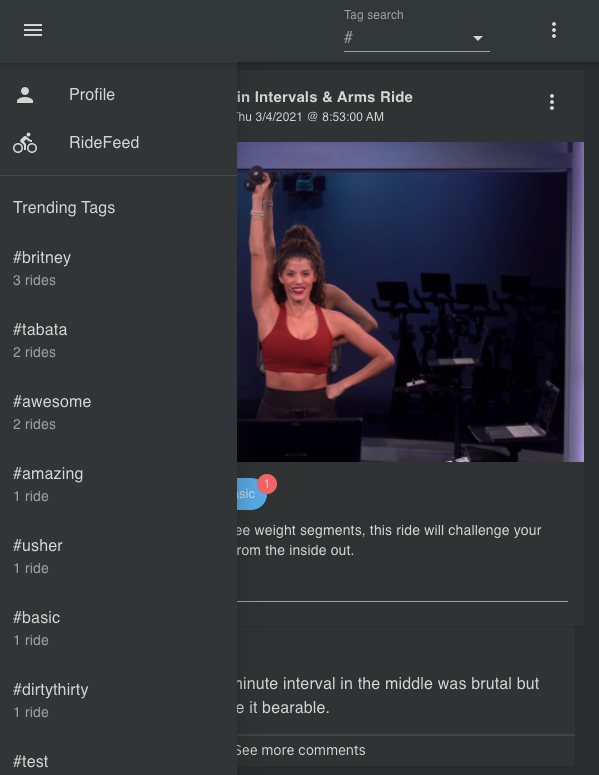 Tag search
#
Profile
RideFeed
Trending Tags
#britney
3 rides
#tabata
2 rides
#awesome
2 rides
#amazing
1 ride
#usher
1 ride
#basic
1 ride
#dirtythirty
1 ride
#test
in Intervals & Arms Ride
Thu 3/4/2021 @ 8:53:00 AM
asic
1
ee weight segments, this ride will challenge your
from the inside out.
minute interval in the middle was brutal but
e it bearable.
See more comments